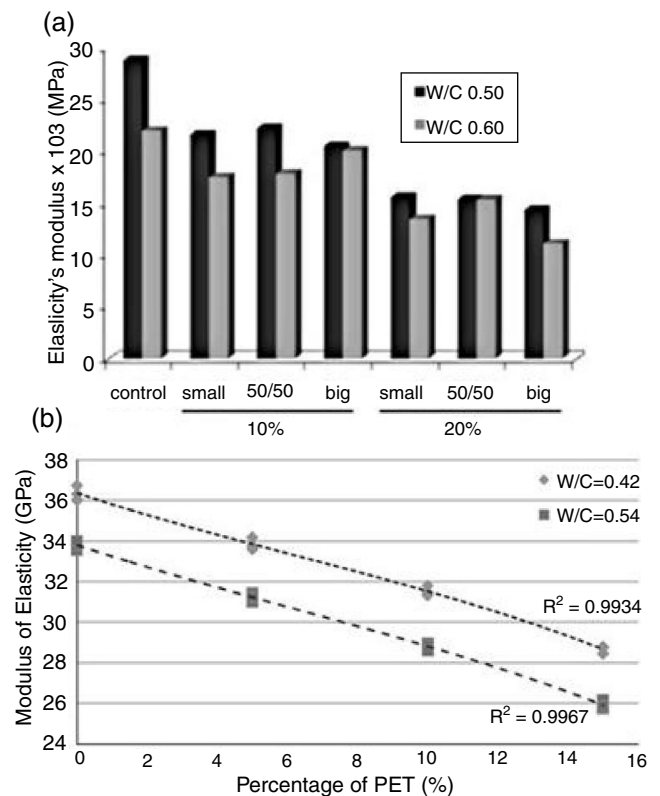 (a)
Elaslicity's modulus x 103 (MPa)
30
25
20
15
10
5
0
W/C 0.50
W/C 0.60
control small 50/50 big small 50/50 big
10% 20%
(b)
Modulus of Elasticity (GPa)
38
36
34
32
30
28
26
24
W/C=0.42
W/C=0.54
R² = 0.9934
R² = 0.9967
0 2 4 6 8 10 12 14 16
Percentage of PET (%)